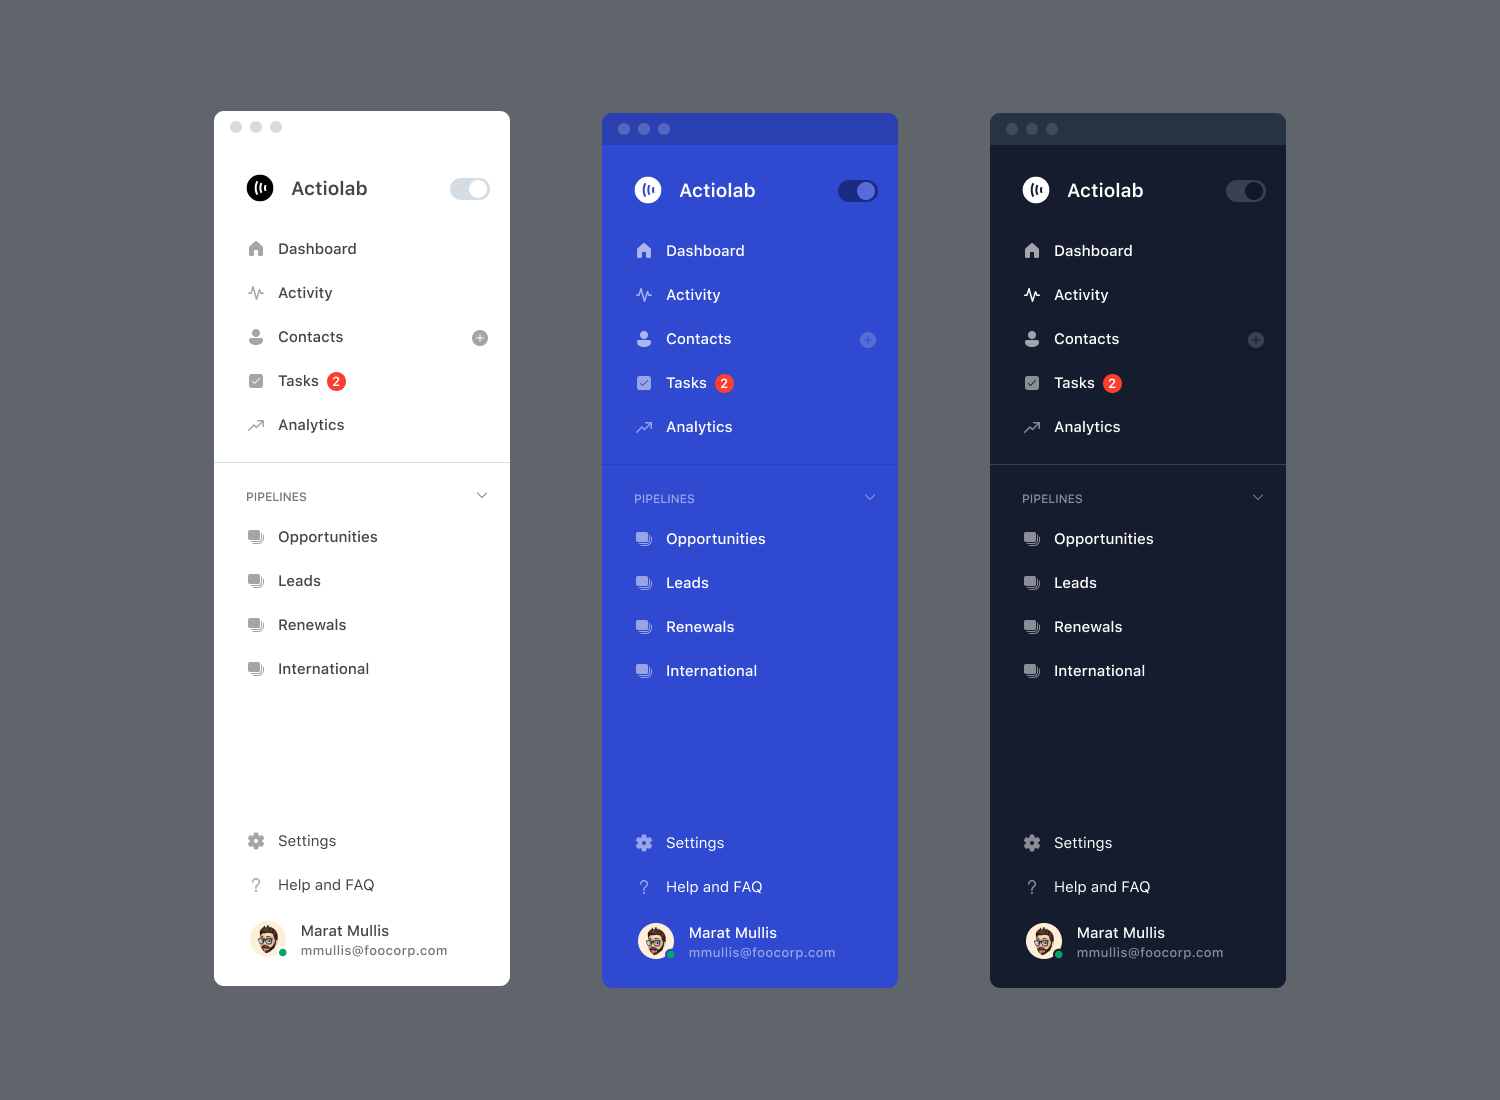 Actiolab
Dashboard
Activity
Contacts
Tasks 2
Analytics
PIPELINES
Opportunities
Leads
Renewals
International
Settings
Help and FAQ
Marat Mullis
mmullis@foocorp.com
Actiolab
Dashboard
Activity
Contacts
Tasks 2
Analytics
PIPELINES
Opportunities
Leads
Renewals
International
Settings
Help and FAQ
Marat Mullis
mmullis@foocorp.com
Actiolab
Dashboard
Activity
Contacts
Tasks 2
Analytics
PIPELINES
Opportunities
Leads
Renewals
International
Settings
Help and FAQ
Marat Mullis
mmullis@foocorp.com